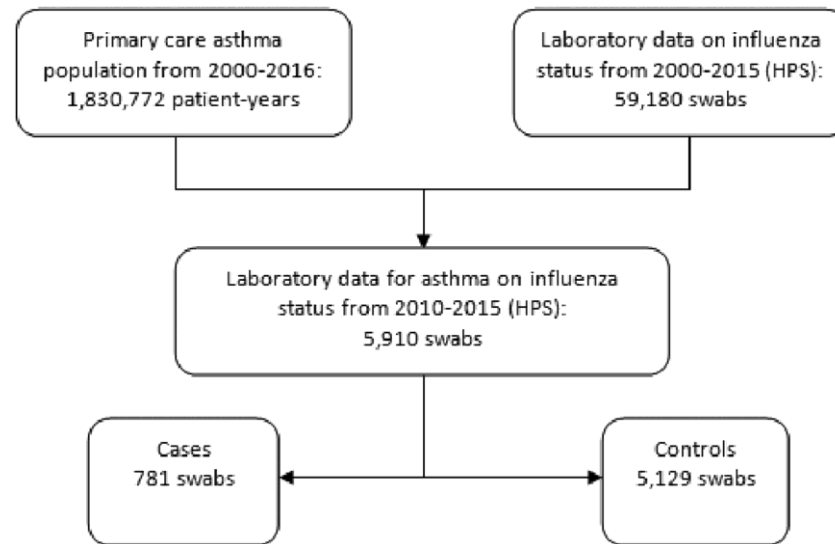 Primary care asthma
population from 2000-2016:
1,830,772 patient-years
Laboratory data on influenza
status from 2000-2015 (HPS):
59,180 swabs
Laboratory data for asthma on influenza
status from 2010-2015 (HPS):
5,910 swabs
Cases
781 swabs
Controls
5,129 swabs